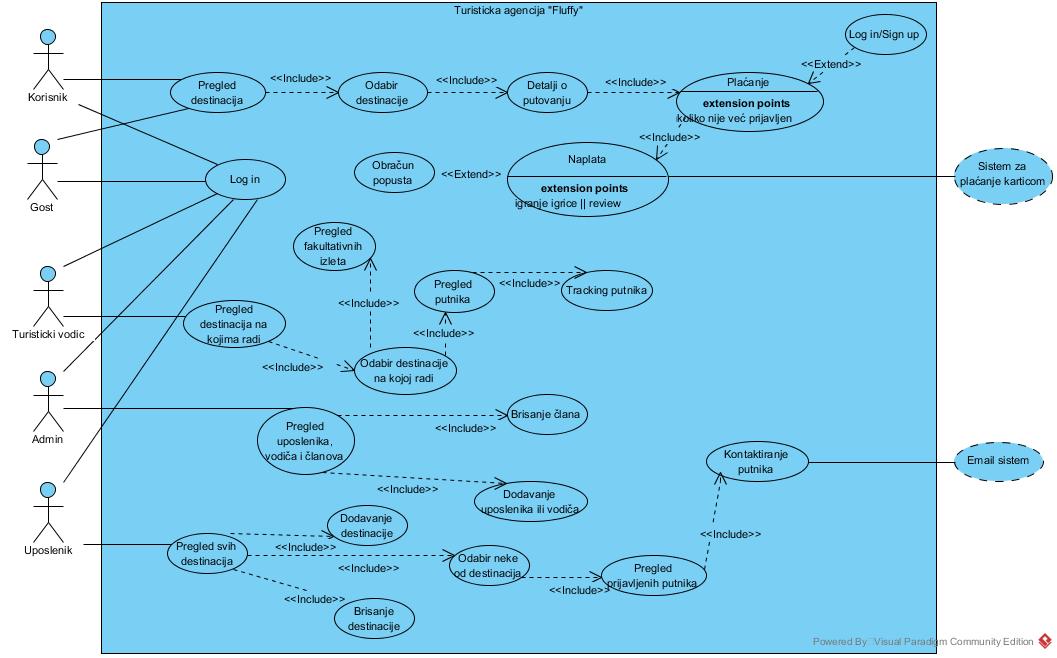 Turisticka agencija "Fluffy"
Log in/Sign up
<<Extend>>
Korisnik
Pregled
destinacija
<<Include>>
Odabir
destinacije
<<Include>>
Detalji o
putovanju
<<Include>>
Plaćanje
extension points
koliko nije već prijavljen
<<Include>>
Gost
Log in
Obračun
popusta
<<Extend>>
Naplata
extension points
igranje igrice || review
Sistem za
plaćanje karticom
Pregled
fakultativnih
izleta
<<Include>>
Pregled
putnika
<<Include>>
Tracking putnika
<<Include>>
Turisticki vodic
Pregled
destinacija na
kojima radi
<<Include>>
Odabir destinacije
na kojoj radi
Admin
Pregled
uposlenika,
vodiča i članova
<<Include>>
Brisanje člana
<<Include>>
Dodavanje
uposlenika ili vodiča
Kontaktiranje
putnika
Email sistem
Uposlenik
Pregled svih
destinacija
<<Include>>
Dodavanje
destinacije
<<Include>>
Odabir neke
od destinacija
<<Include>>
Pregled
prijavljenih putnika
<<Include>>
<<Include>>
Brisanje
destinacije
Powered By Visual Paradigm Community Edition